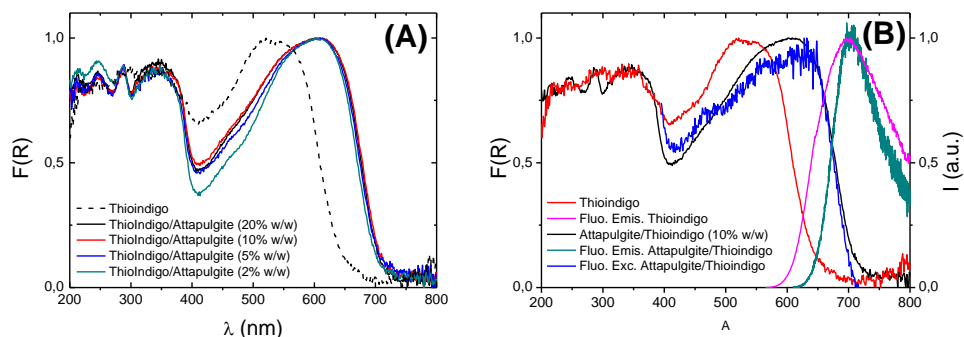 (A)
F(R)
1,0
0,5
0,0
Thioindigo
ThioIndigo/Attapulgite (20% w/w)
ThioIndigo/Attapulgite (10% w/w)
ThioIndigo/Attapulgite (5% w/w)
ThioIndigo/Attapulgite (2% w/w)
200 300 400 500 600 700 800
λ (nm)
(B)
F(R)
1,0
0,5
0,0
Thioindigo
Fluo. Emis. Thioindigo
Attapulgite/Thioindigo (10% w/w)
Fluo. Emis. Attapulgite/Thioindigo
Fluo. Exc. Attapulgite/Thioindigo
200 300 400 500 600 700 800
A
1,0
0,5
0,0
I (a.u.)